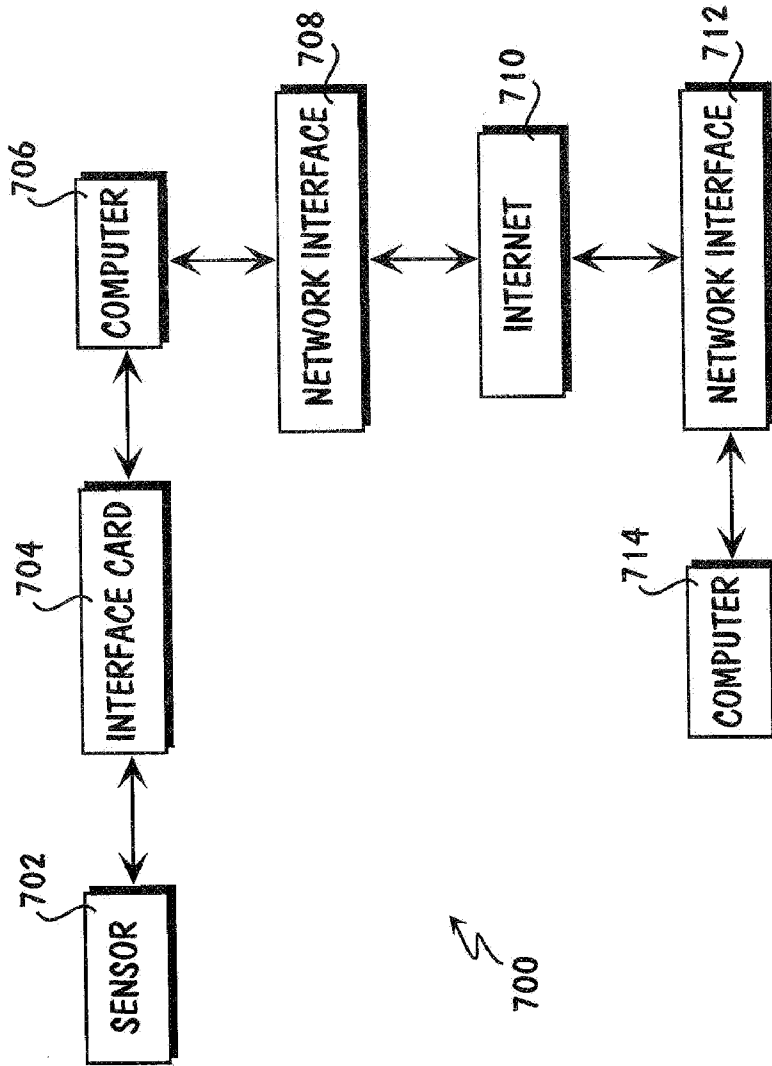 702
SENSOR
704
INTERFACE CARD
706
COMPUTER
708
NETWORK INTERFACE
710
INTERNET
712
NETWORK INTERFACE
714
COMPUTER
700